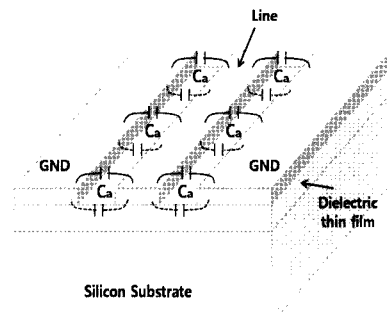 Line
Ca
Ca
Ca
Ca
GND
GND
Ca
Ca
Dielectric
thin film
Silicon Substrate